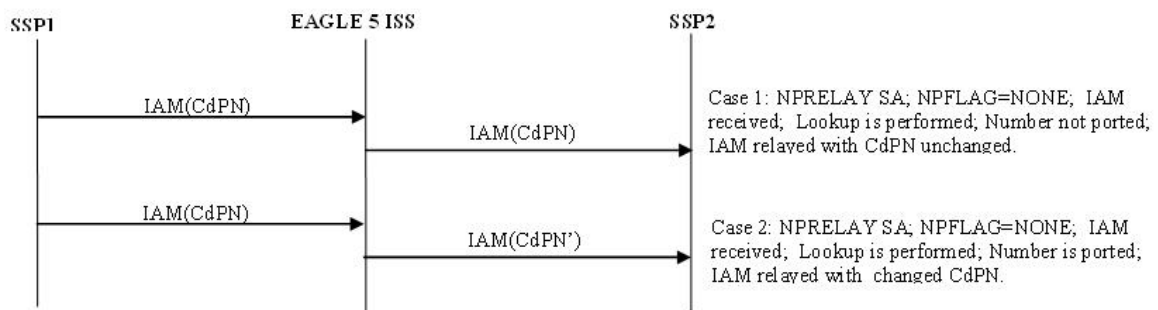 SSP1 EAGLE 5 ISS SSP2
IAM(CdPN)
IAM(CdPN)
Case 1: NPRELAY SA; NPFLAG=NONE; IAM
received; Lookup is performed; Number not ported;
IAM relayed with CdPN unchanged.
IAM(CdPN)
IAM(CdPN’)
Case 2: NPRELAY SA; NPFLAG=NONE; IAM
received; Lookup is performed; Number is ported;
IAM relayed with changed CdPN.